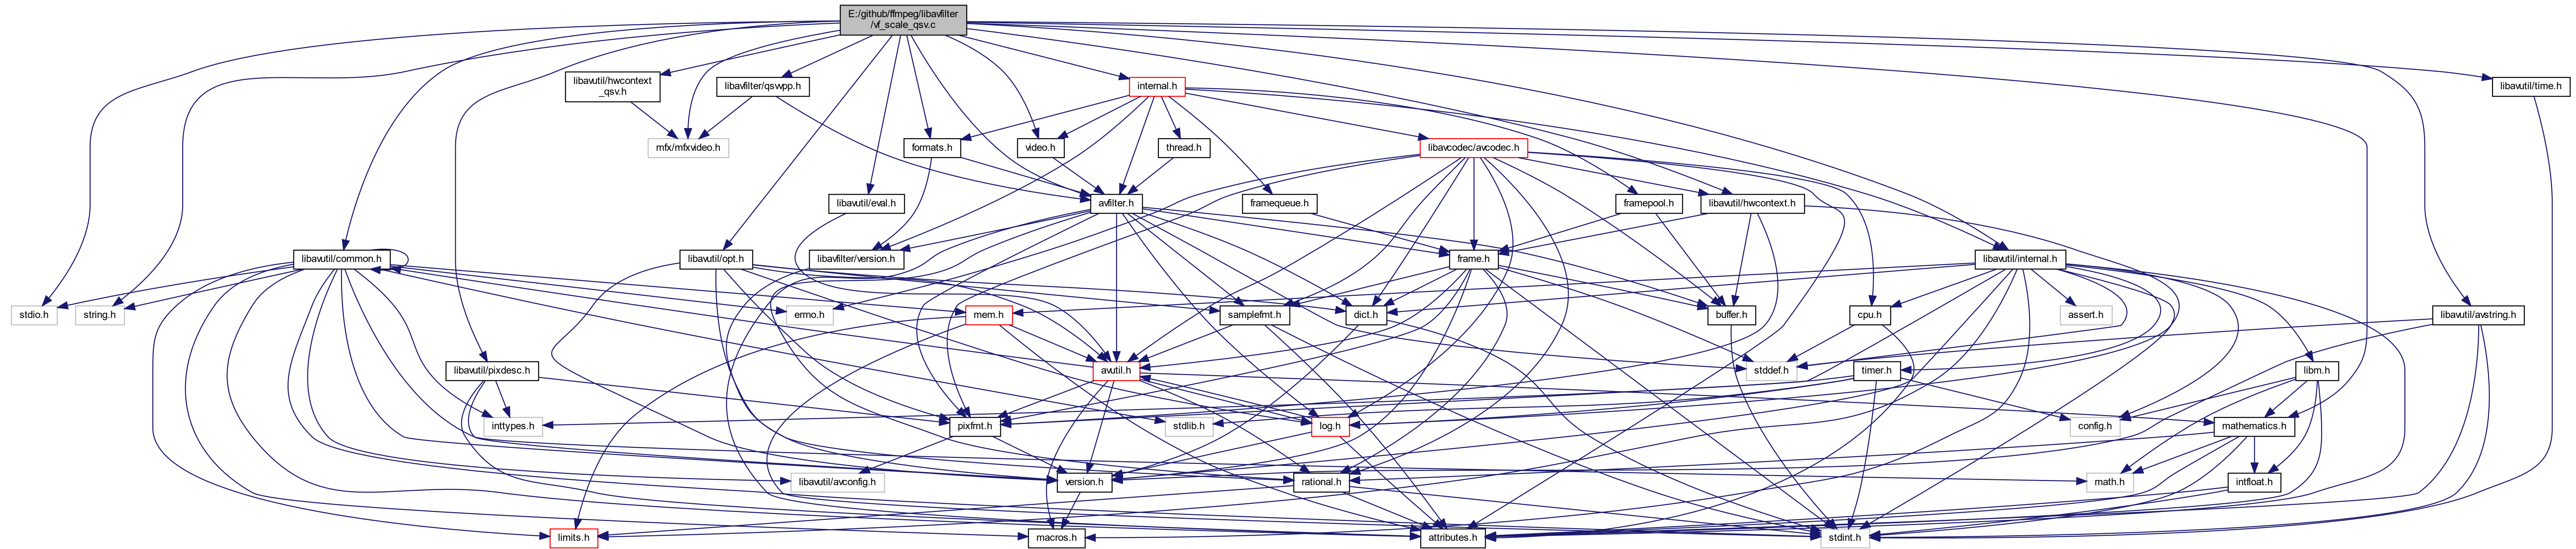 E:/github/ffmpeg/libavfilter
/vf_scale_qsv.c
libavutil/hwcontext
_qsv.h
libavfilter/qsvvpp.h
internal.h
libavutil/time.h
mfx/mfxvideo.h
formats.h
video.h
thread.h
libavcodec/avcodec.h
libavutil/eval.h
avfilter.h
framequeue.h
framepool.h
libavutil/hwcontext.h
libavutil/common.h
libavutil/opt.h
libavfilter/version.h
frame.h
libavutil/internal.h
stdio.h
string.h
errno.h
mem.h
samplefmt.h
dict.h
buffer.h
cpu.h
assert.h
libavutil/avstring.h
libavutil/pixdesc.h
avutil.h
stddef.h
timer.h
libm.h
inttypes.h
pixfmt.h
stdlib.h
log.h
config.h
mathematics.h
libavutil/avconfig.h
version.h
rational.h
math.h
intfloat.h
limits.h
macros.h
attributes.h
stdint.h